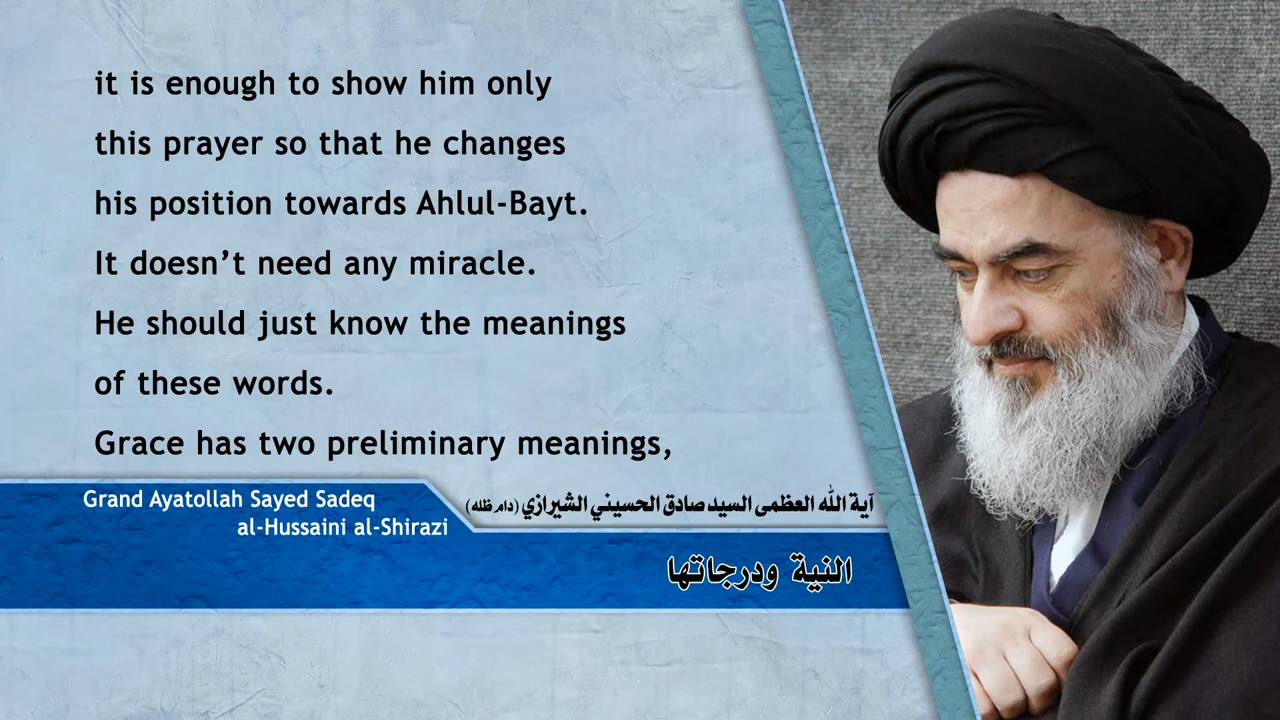 it is enough to show him only
this prayer so that he changes
his position towards Ahlul-Bayt.
It doesn’t need any miracle.
He should just know the meanings
of these words.
Grace has two preliminary meanings,
Grand Ayatollah Sayed Sadeq
al-Hussaini al-Shirazi
آية الله العظمى السيد صادق الحسيني الشيرازي (دام ظله)
النية ودرجاتها